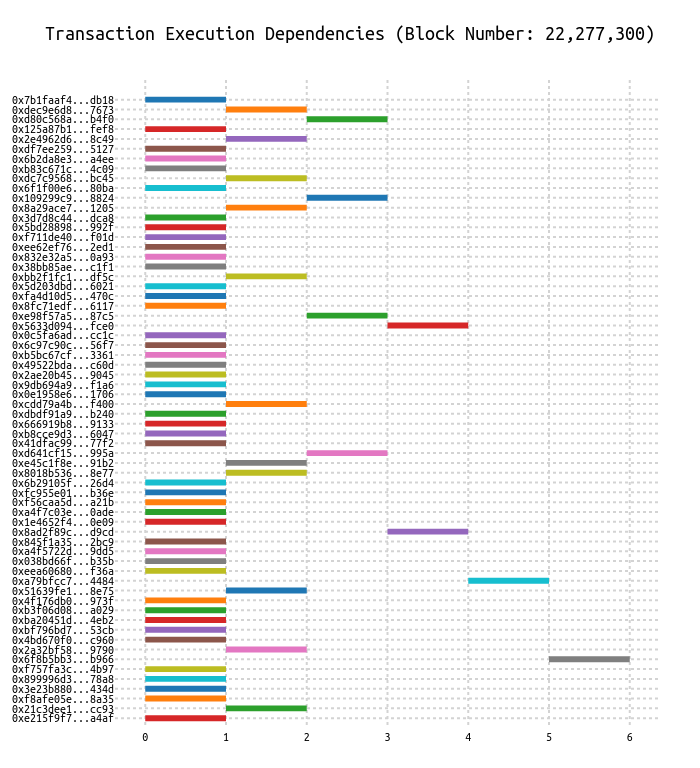 Transaction Execution Dependencies (Block Number: 22,277,300)
0x7b1faaf4...db18
0xdec9e6d8...7673
0xd80c568a...b4f0
0x125a87b1...fef8
0x2e4962d6...8c49
0xdf7ee259...5127
0x6b2da8e3...a4ee
0xb83c671c...4c09
0xdc7c9568...bc45
0x6f1f00e6...80ba
0x109299c9...8824
0x8a29ace7...1205
0x3d7d8c44...dca8
0x5bd28898...992f
0xf711de40...f01d
0xee62ef76...2ed1
0x832e32a5...0a93
0x38bb85ae...c1f1
0xbb2f1fc1...df5c
0x5d203dbd...6021
0xfa4d10d5...470c
0x8fc71edf...6117
0xe98f57a5...87c5
0x5633d094...fce0
0x0c5fa6ad...cc1c
0x6c97c90c...56f7
0xb5bc67cf...3361
0x49522bda...c60d
0x2ae20b45...9045
0x9db694a9...f1a6
0x0e1958e6...1706
0xcdd79a4b...f400
0xdbdf91a9...b240
0x666919b8...9133
0xb8cce9d3...6047
0x41dfac99...77f2
0xd641cf15...995a
0xe45c1f8e...91b2
0x8018b536...8e77
0x6b29105f...26d4
0xfc955e01...b36e
0xf56caa5d...a21b
0xa4f7c03e...0ade
0x1e4652f4...0e09
0x8ad2f89c...d9cd
0x845f1a35...2bc9
0xa4f5722d...9dd5
0x038bd66f...b35b
0xeea60680...f36a
0xa79bfcc7...4484
0x51639fe1...8e75
0x4f176db0...973f
0xb3f06d08...a029
0xba20451d...4eb2
0xbf796bd7...53cb
0x4bd670f0...c960
0x2a32bf58...9790
0x6f8b5bb3...b966
0xf757fa3c...4b97
0x899996d3...78a8
0x3e23b880...434d
0xf8afe05e...8a35
0x21c3dee1...cc93
0xe215f9f7...a4af
0 1 2 3 4 5 6